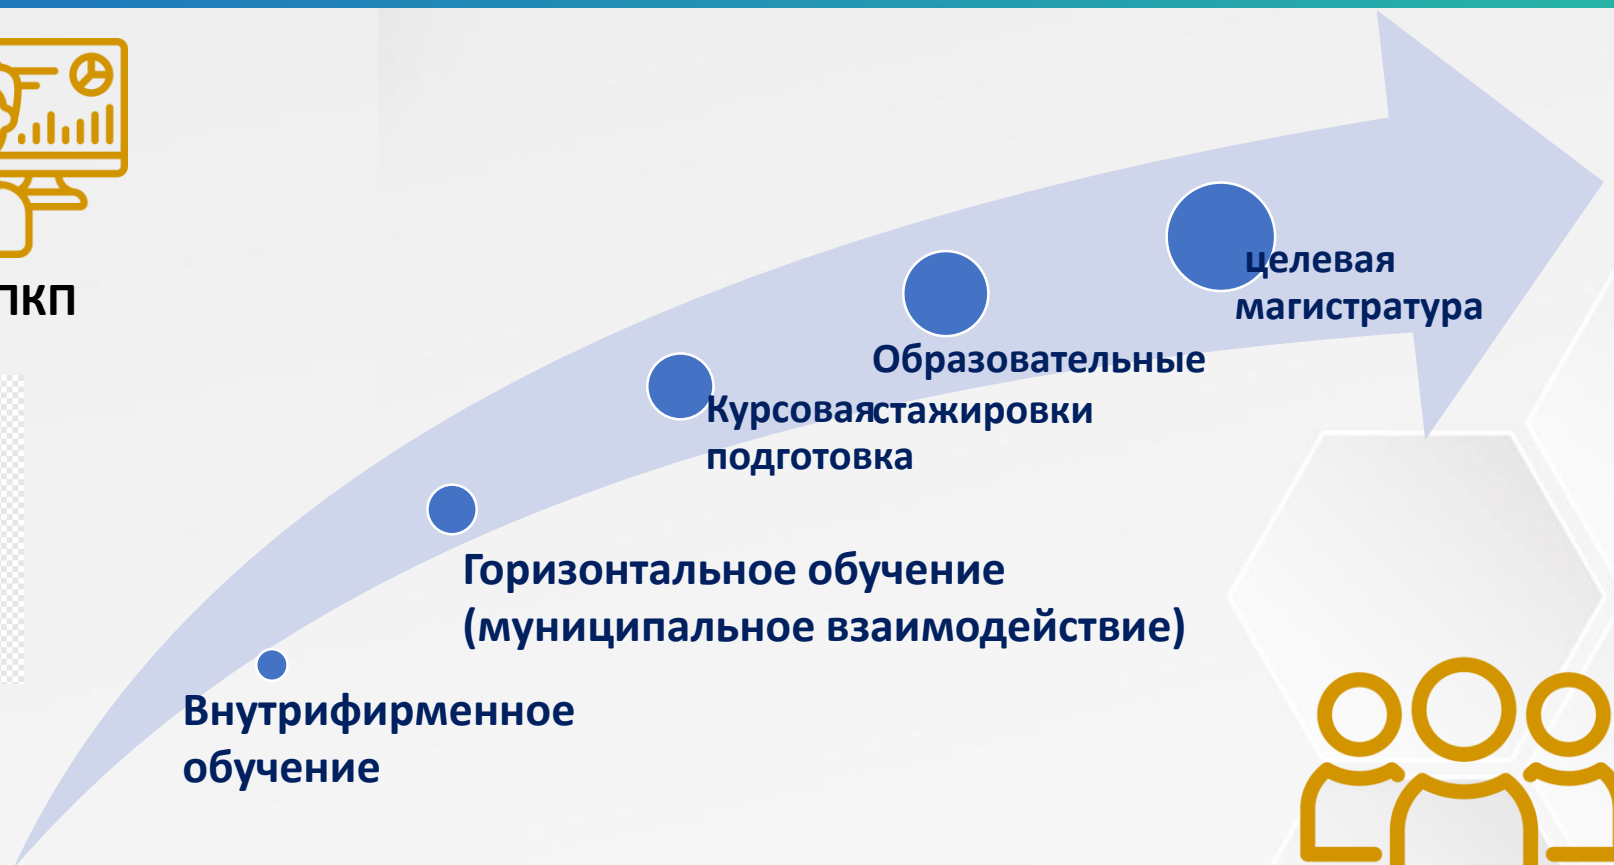 ПКП
целевая
магистратура
Образовательные
стажировки
Курсовая
подготовка
Горизонтальное обучение
(муниципальное взаимодействие)
Внутрифирменное
обучение